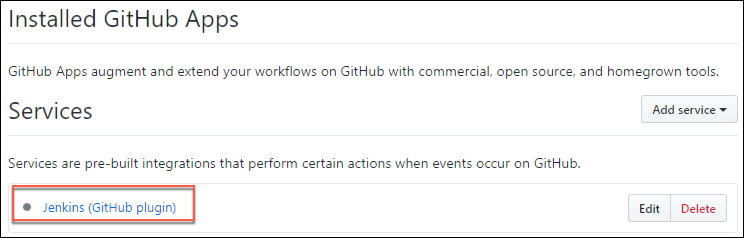 Installed GitHub Apps
GitHub Apps augment and extend your workflows on GitHub with commercial, open source, and homegrown tools.
Services
Add service
Services are pre-built integrations that perform certain actions when events occur on GitHub.
Jenkins (GitHub plugin)
Edit
Delete